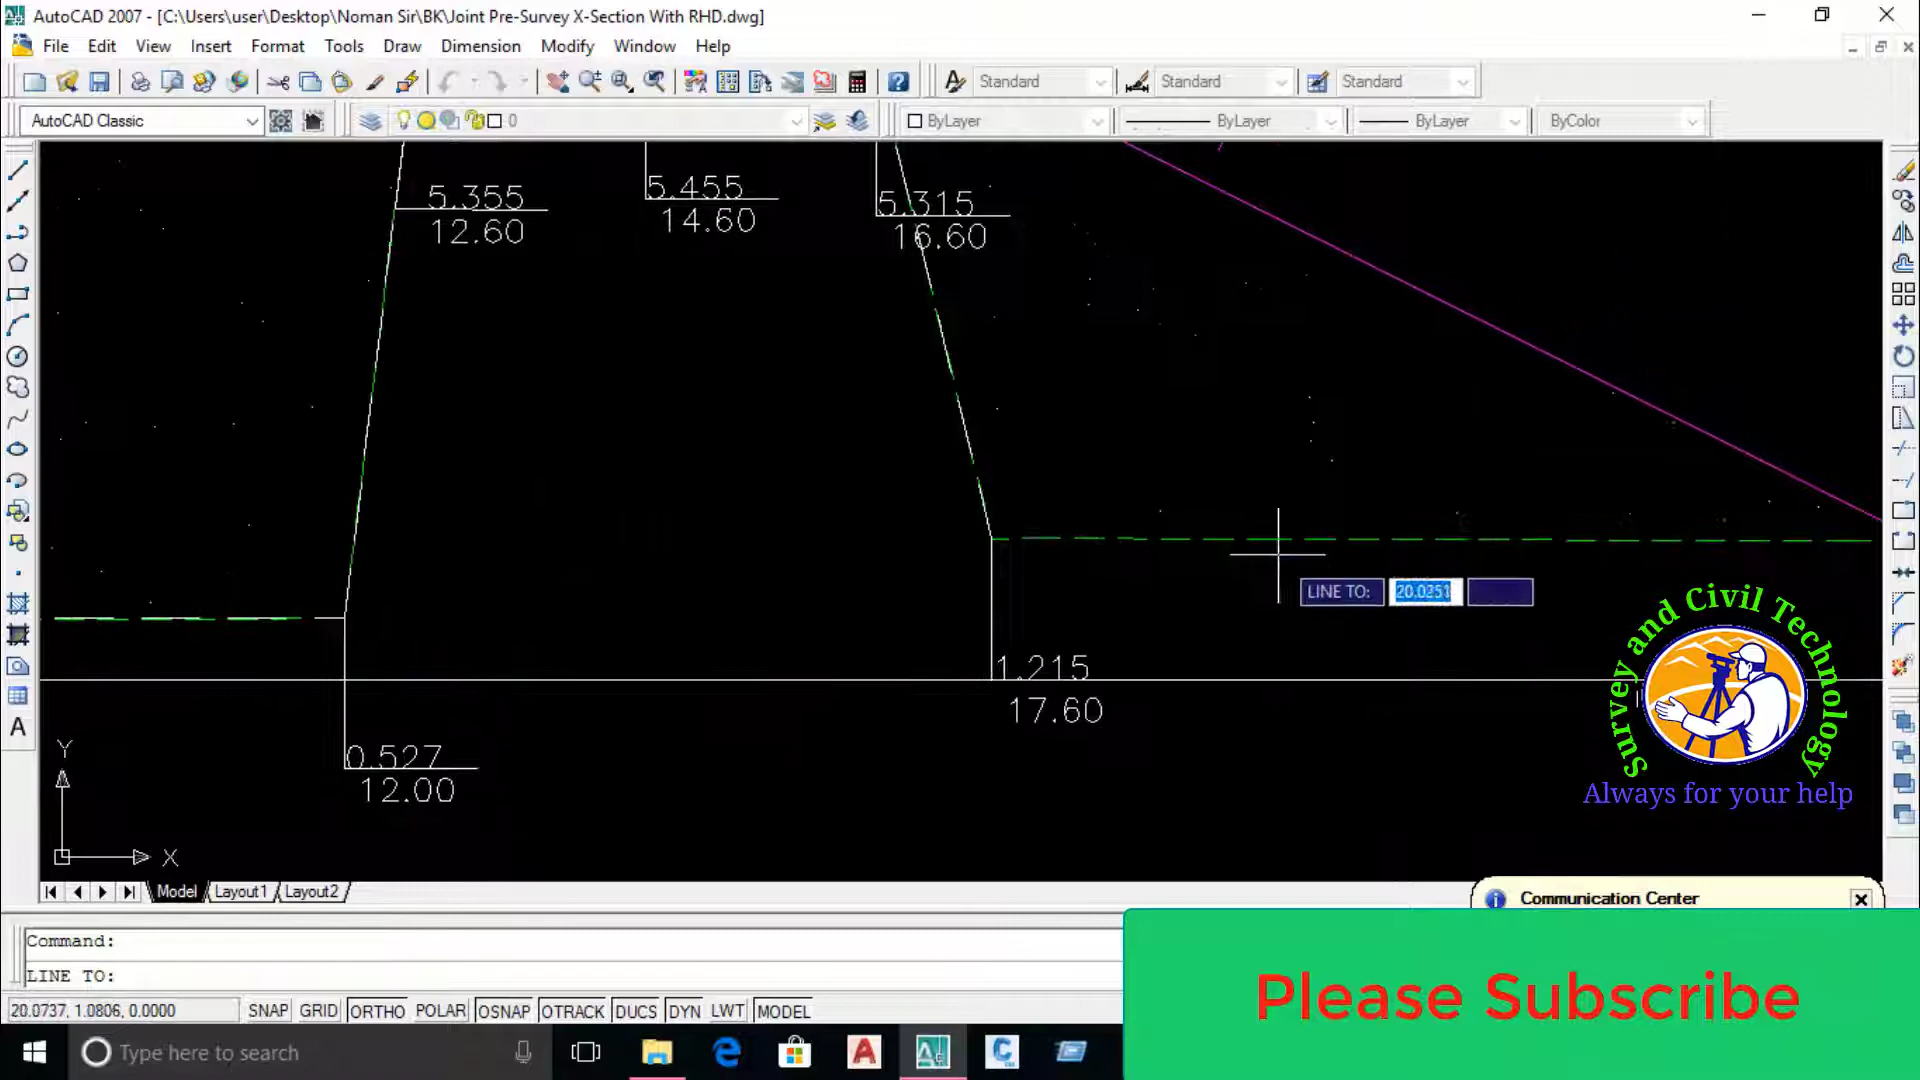 AutoCAD 2007 - [C:\Users\user\Desktop\Noman Sir\BK\Joint Pre-Survey X-Section With RHD.dwg]
File Edit View Insert Format Tools Draw Dimension Modify Window Help
Standard Standard Standard
AutoCAD Classic 0 ByLayer ByLayer ByLayer ByColor
5.355
12.60
5.455
14.60
5.315
16.60
LINE TO: 20.0251
1.215
17.60
0.527
12.00
Y
X
A
Survey and Civil Technology
Always for your help
Model Layout1 Layout2
Communication Center
Command:
LINE TO:
Please Subscribe
20.0737, 1.0806, 0.0000 SNAP GRID ORTHO POLAR OSNAP OTRACK DUCS DYN LWT MODEL
Type here to search